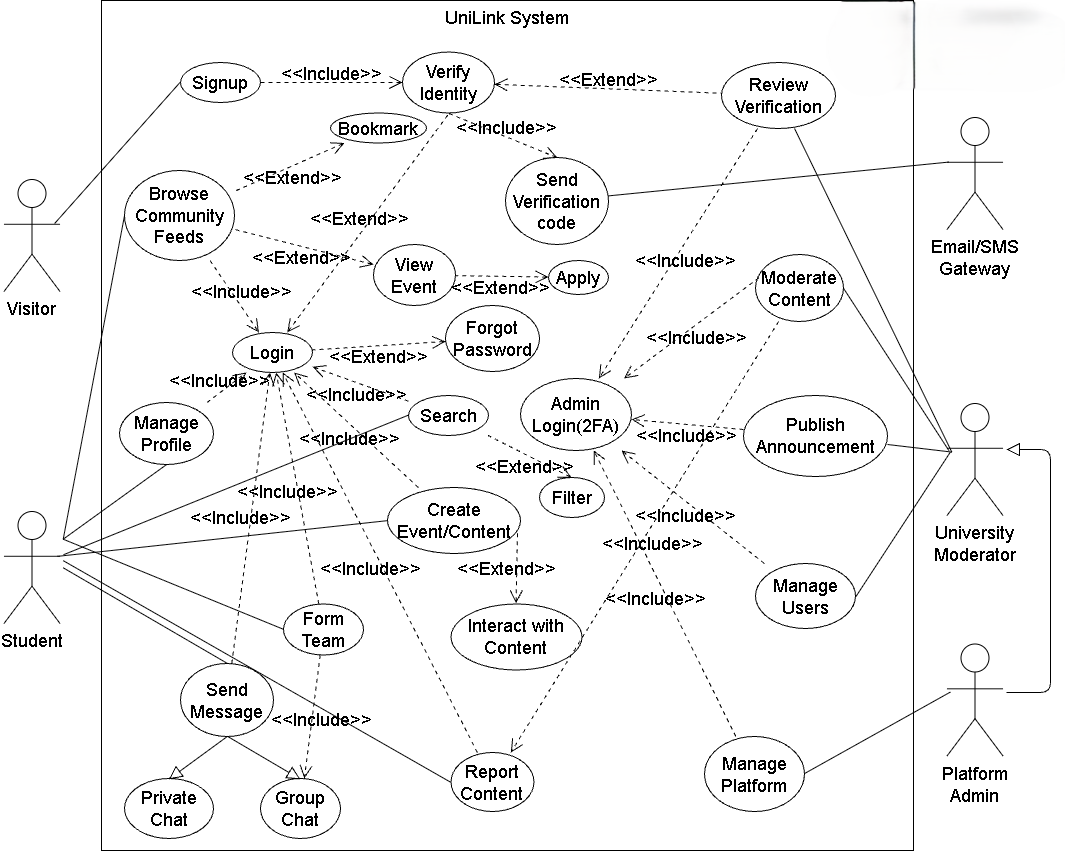 UniLink System
Signup
<<Include>>
Verify
Identity
<<Extend>>
Review
Verification
Bookmark
<<Include>>
<<Extend>>
Browse
Community
Feeds
Send
Verification
code
<<Extend>>
Email/SMS
Gateway
<<Extend>>
View
Event
<<Extend>>
Apply
<<Include>>
Moderate
Content
<<Include>>
Visitor
Login
<<Extend>>
Forgot
Password
<<Include>>
<<Include>>
<<Include>>
Search
Admin
Login(2FA)
<<Include>>
Publish
Announcement
Manage
Profile
<<Include>>
<<Extend>>
Filter
<<Include>>
<<Include>>
Create
Event/Content
<<Include>>
<<Include>>
University
Moderator
<<Include>>
<<Extend>>
<<Include>>
Manage
Users
Student
Form
Team
Interact with
Content
Send
Message
<<Include>>
Report
Content
Manage
Platform
Platform
Admin
Private
Chat
Group
Chat